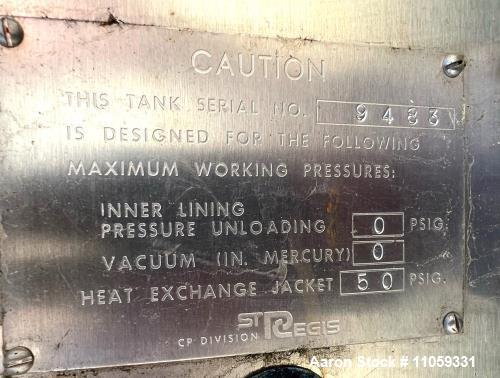 CAUTION
THIS TANK SERIAL NO. 9483
IS DESIGNED FOR THE FOLLOWING
MAXIMUM WORKING PRESSURES:
INNER LINING
PRESSURE UNLOADING 0 PSIG.
VACUUM (IN. MERCURY) 0
HEAT EXCHANGE JACKET 50 PSIG.
CP DIVISION ST REGIS
Aaron Stock # 11059331